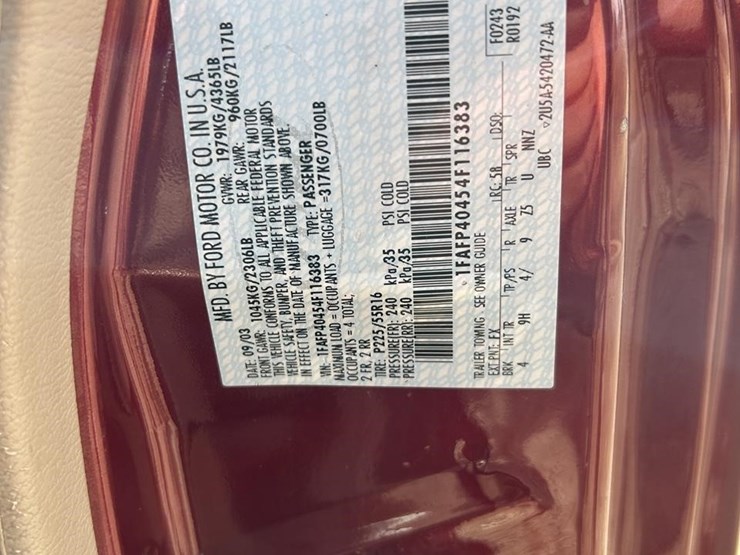 MFD. BY FORD MOTOR CO. IN U.S.A.
DATE: 09/03 GVWR: 1979KG/4365LB
FRONT GAWR: 1045KG/2306LB REAR GAWR: 960KG/2117LB
THIS VEHICLE CONFORMS TO ALL APPLICABLE FEDERAL MOTOR
VEHICLE SAFETY, BUMPER, AND THEFT PREVENTION STANDARDS
IN EFFECT ON THE DATE OF MANUFACTURE SHOWN ABOVE.
VIN: 1FAFP40454F116383 TYPE: PASSENGER
MAXIMUM LOAD = OCCUPANTS + LUGGAGE = 317KG/0700LB
OCCUPANTS = 4 TOTAL;
2 FR, 2 RR
TIRE: P225/55R16
PRESSURE(FR): 240 kPa/35 PSI COLD
PRESSURE(RR): 240 kPa/35 PSI COLD
1FAFP40454F116383
TRAILER TOWING - SEE OWNER GUIDE
EXT PNT: FX RC: 58 DSO: F0243
BRK INT TR TP/PS R AXLE TR SPR R0192
4 9H 4/ 9 Z5 U NNZ
UBC 2U5A-5420472-AA